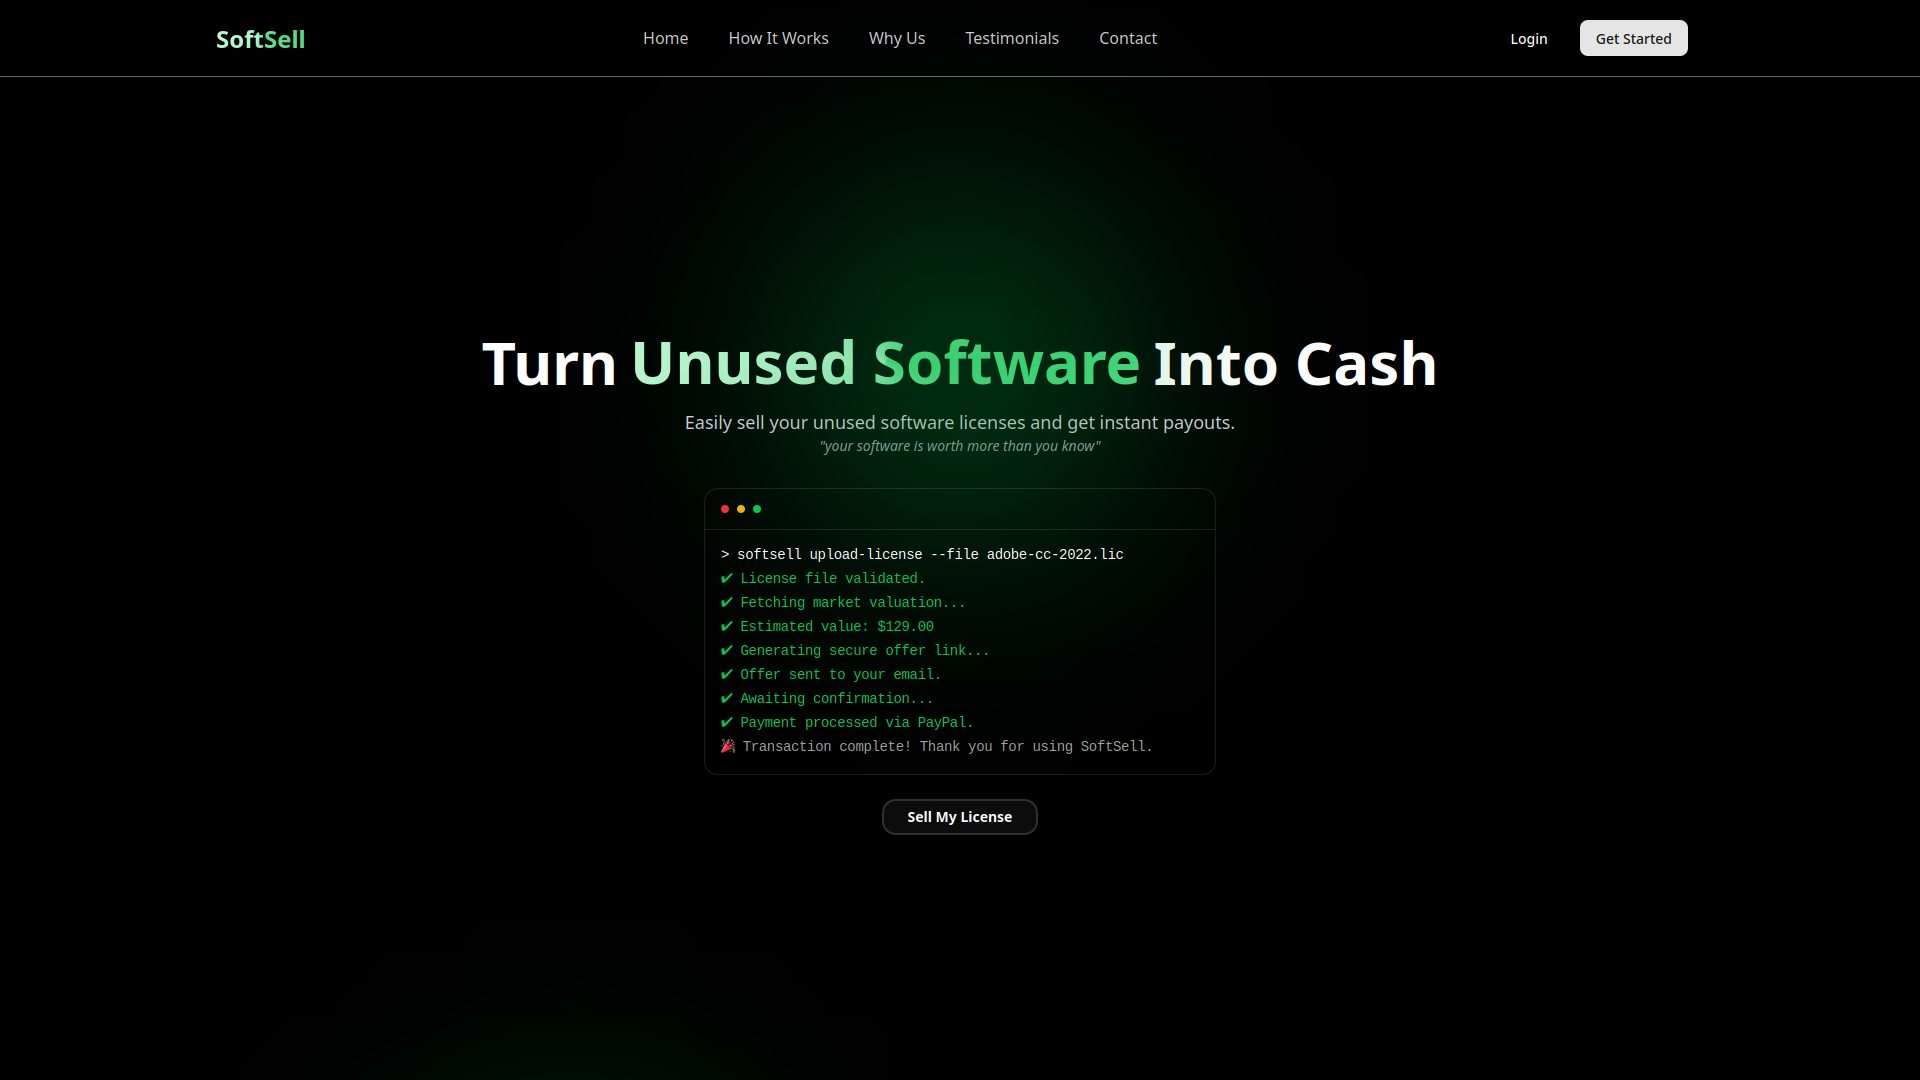 SoftSell
Home
How It Works
Why Us
Testimonials
Contact
Login
Get Started
Turn Unused Software Into Cash
Easily sell your unused software licenses and get instant payouts.
"your software is worth more than you know"
> softsell upload-license --file adobe-cc-2022.lic
✔ License file validated.
✔ Fetching market valuation...
✔ Estimated value: $129.00
✔ Generating secure offer link...
✔ Offer sent to your email.
✔ Awaiting confirmation...
✔ Payment processed via PayPal.
🎉 Transaction complete! Thank you for using SoftSell.
Sell My License